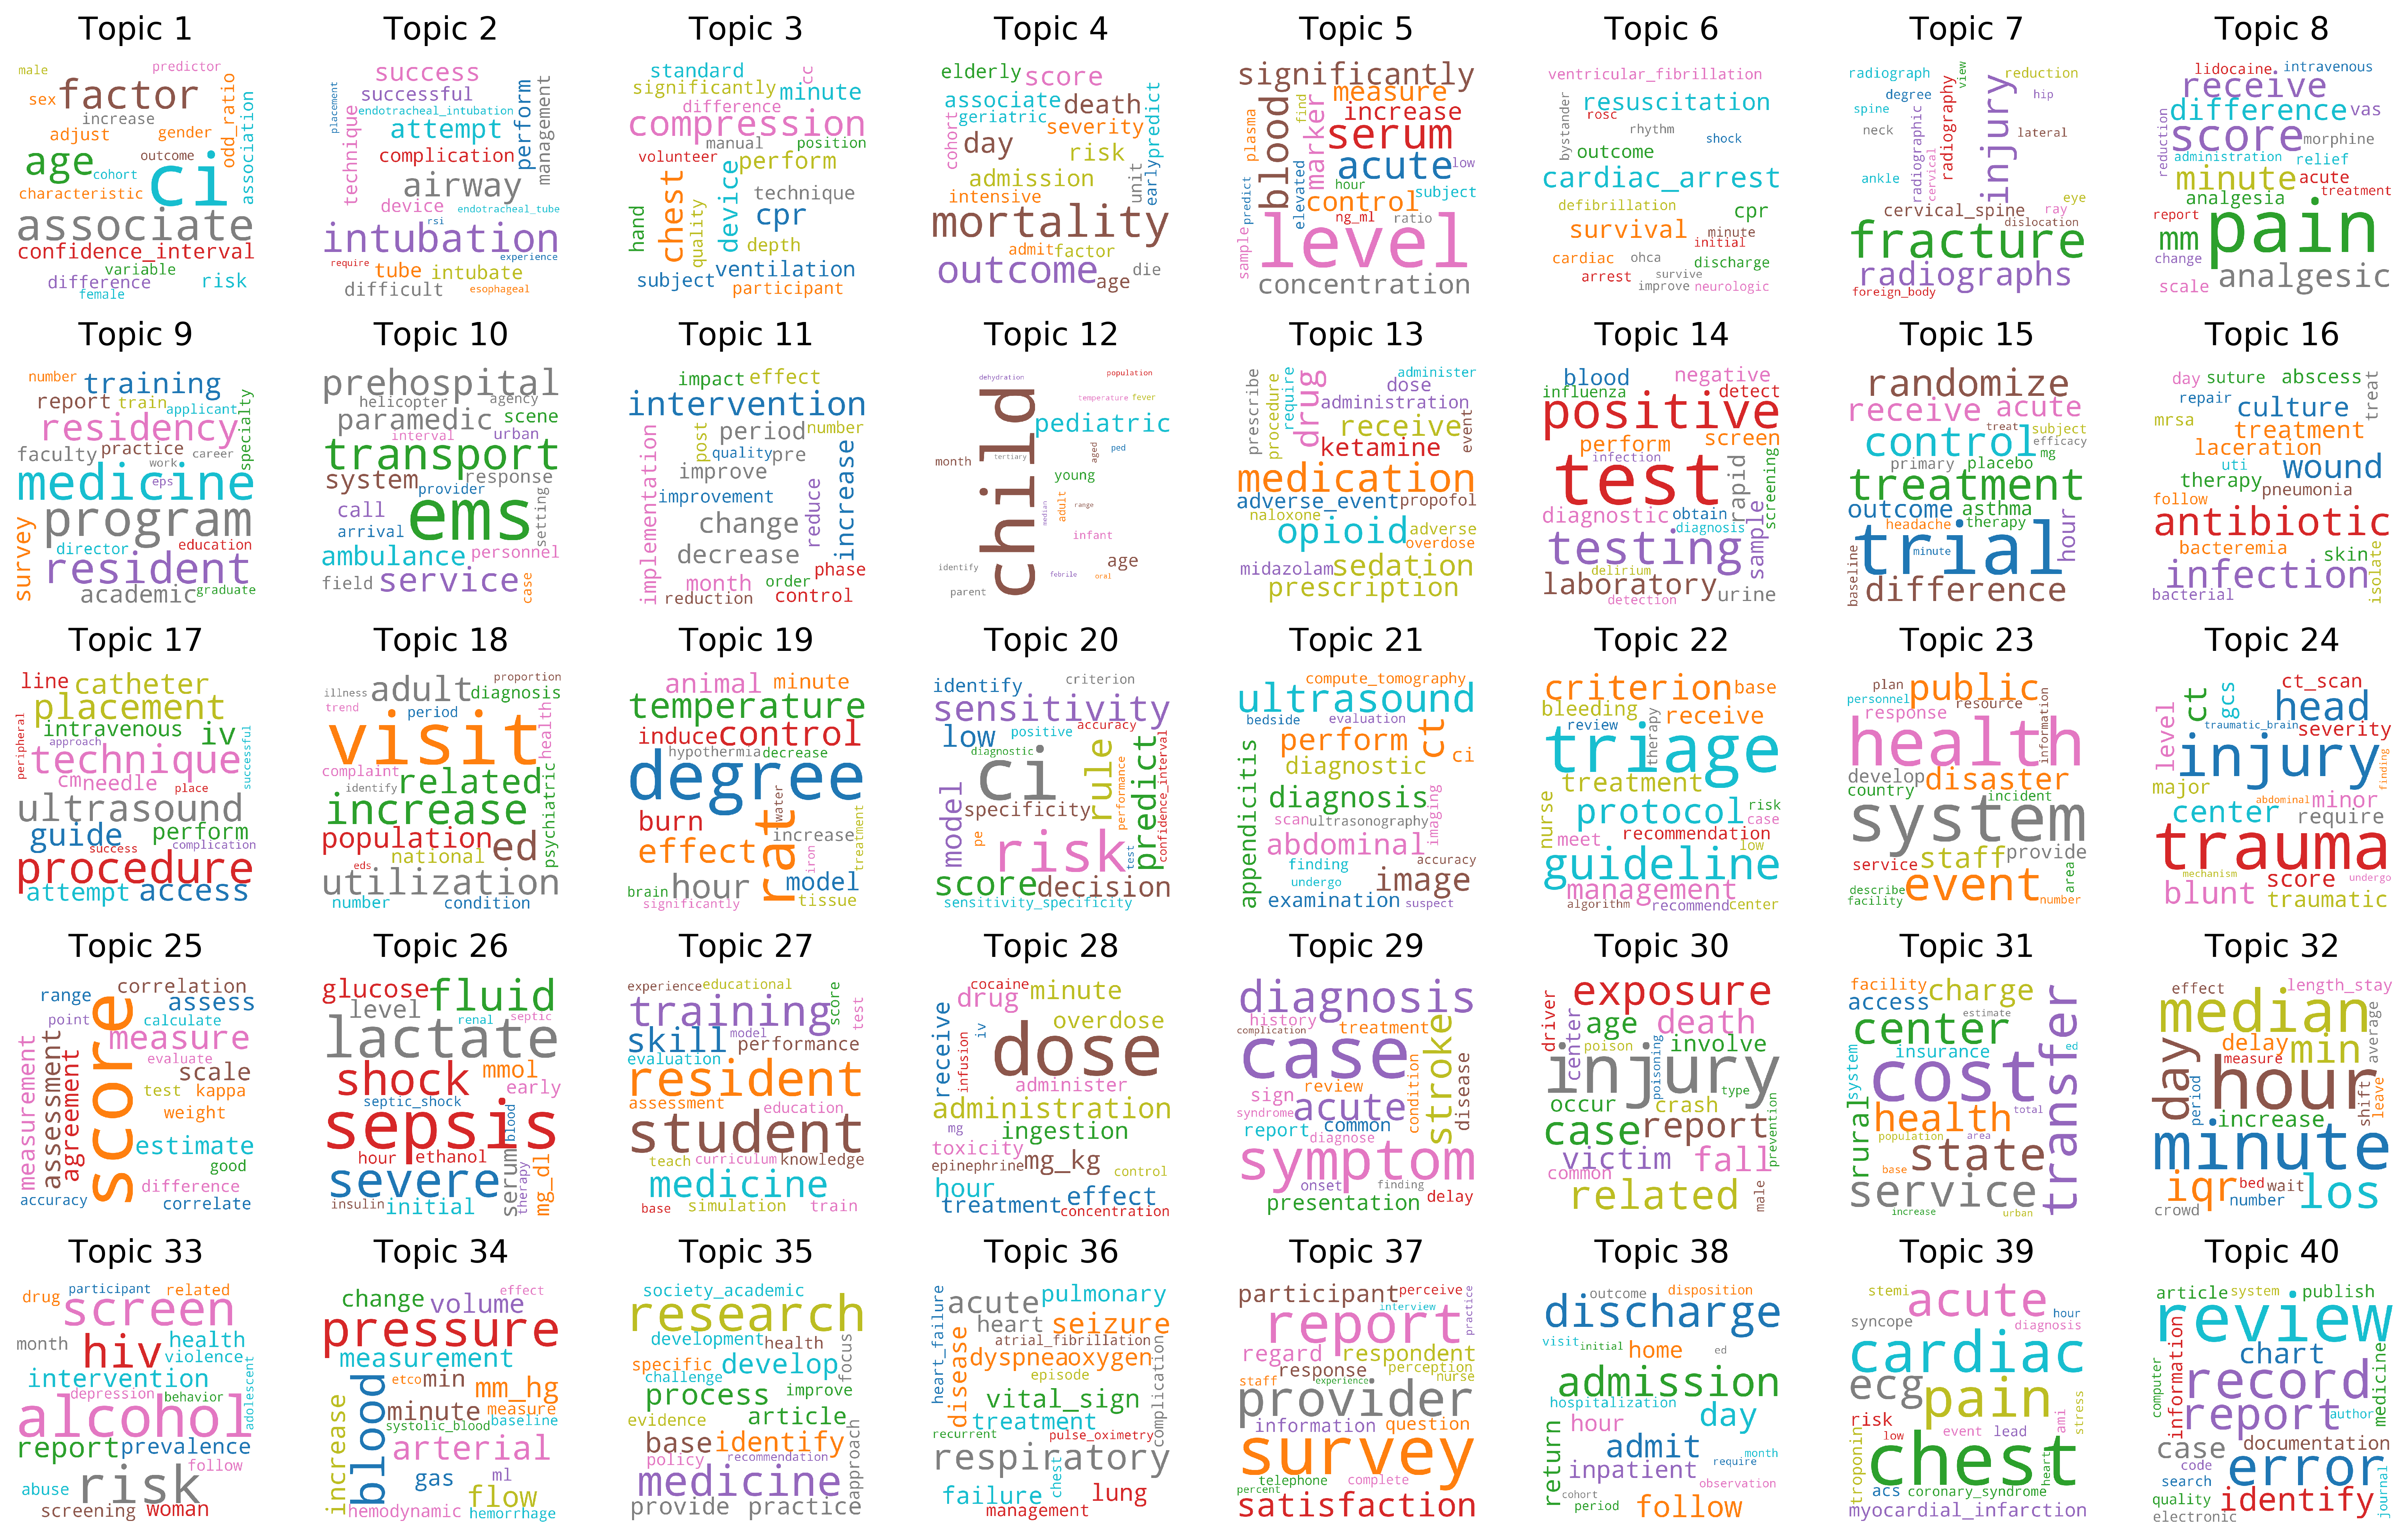 Topic 1
male
predictor
factor
sex
increase
adjust
gender
odd_ratio
association
age
outcome
cohort
characteristic
ci
associate
confidence_interval
variable
difference
risk
female
Topic 2
placement
success
successful
endotracheal_intubation
technique
attempt
perform
management
complication
airway
device
endotracheal_tube
rsi
intubation
experience
require
tube
intubate
difficult
esophageal
Topic 3
standard
cc
significantly
minute
difference
compression
manual
position
volunteer
perform
chest
device
technique
quality
hand
cpr
depth
ventilation
subject
participant
Topic 4
elderly
score
associate
death
geriatric
severity
predict
cohort
day
risk
admission
unit
early
intensive
mortality
admit
factor
outcome
age
die
Topic 5
significantly
measure
find
plasma
blood
marker
increase
serum
acute
low
hour
elevated
predict
control
subject
ng_ml
ratio
sample
level
concentration
Topic 6
ventricular_fibrillation
resuscitation
rosc
bystander
rhythm
shock
outcome
cardiac_arrest
defibrillation
cpr
survival
minute
initial
cardiac
ohca
discharge
arrest
survive
improve
neurologic
Topic 7
radiograph
view
reduction
degree
radiography
injury
hip
spine
radiographic
neck
lateral
cervical
ankle
eye
cervical_spine
ray
dislocation
fracture
radiographs
foreign_body
Topic 8
lidocaine
intravenous
receive
difference
vas
reduction
score
morphine
administration
relief
minute
acute
treatment
analgesia
report
pain
mm
change
analgesic
scale
Topic 9
number
training
report
train
applicant
specialty
residency
faculty
practice
work
career
medicine
eps
program
survey
director
education
resident
academic
graduate
Topic 10
prehospital
helicopter
agency
paramedic
scene
interval
urban
transport
system
response
provider
call
ems
setting
arrival
ambulance
personnel
field
service
case
Topic 11
impact
effect
intervention
implementation
post
period
number
quality
pre
improve
increase
improvement
reduce
change
decrease
phase
month
order
reduction
control
Topic 12
dehydration
population
temperature
fever
child
pediatric
month
tertiary
aged
ped
young
median
adult
range
infant
identify
age
febrile
oral
parent
Topic 13
prescribe
procedure
require
drug
administer
dose
administration
receive
event
ketamine
medication
adverse_event
propofol
naloxone
opioid
adverse
overdose
midazolam
sedation
prescription
Topic 14
blood
negative
influenza
detect
positive
perform
screen
infection
test
rapid
screening
diagnostic
obtain
diagnosis
sample
testing
delirium
laboratory
urine
detection
Topic 15
randomize
receive
acute
treat
subject
control
efficacy
mg
primary
placebo
treatment
outcome
asthma
headache
therapy
hour
baseline
trial
minute
difference
Topic 16
day
suture
abscess
treat
repair
mrsa
culture
treatment
laceration
uti
wound
therapy
pneumonia
follow
antibiotic
bacteremia
skin
isolate
infection
bacterial
Topic 17
line
catheter
placement
peripheral
intravenous
iv
approach
technique
successful
cm
needle
place
ultrasound
guide
perform
success
complication
procedure
attempt
access
Topic 18
proportion
illness
adult
diagnosis
trend
period
health
visit
complaint
related
identify
psychiatric
increase
population
ed
national
eds
utilization
number
condition
Topic 19
animal
minute
temperature
induce
control
hypothermia
decrease
degree
water
burn
rat
increase
effect
iron
treatment
brain
hour
model
significantly
tissue
Topic 20
identify
criterion
sensitivity
low
positive
accuracy
diagnostic
ci
rule
predict
confidence_interval
performance
model
specificity
pe
risk
test
score
decision
sensitivity_specificity
Topic 21
compute_tomography
ultrasound
bedside
evaluation
perform
ct
ci
diagnostic
appendicitis
diagnosis
imaging
scan
ultrasonography
abdominal
finding
accuracy
undergo
image
examination
suspect
Topic 22
criterion
base
bleeding
review
receive
therapy
triage
treatment
nurse
protocol
risk
case
recommendation
meet
low
guideline
management
algorithm
recommend
center
Topic 23
plan
public
personnel
resource
response
information
health
develop
disaster
country
incident
system
service
staff
provide
area
describe
event
facility
number
Topic 24
ct_scan
ct
gcs
head
level
traumatic_brain
severity
injury
finding
major
abdominal
minor
center
require
trauma
mechanism
score
undergo
blunt
traumatic
Topic 25
correlation
range
assess
point
calculate
score
measure
measurement
assessment
agreement
evaluate
scale
test
kappa
weight
estimate
good
difference
accuracy
correlate
Topic 26
glucose
fluid
level
renal
septic
lactate
shock
mmol
early
septic_shock
blood
sepsis
hour
ethanol
serum
therapy
mg_dl
severe
insulin
initial
Topic 27
experience
educational
training
score
test
skill
model
performance
evaluation
resident
assessment
education
student
teach
curriculum
knowledge
medicine
base
simulation
train
Topic 28
cocaine
drug
minute
receive
iv
overdose
infusion
dose
administer
administration
mg
ingestion
toxicity
epinephrine
mg_kg
control
hour
effect
treatment
concentration
Topic 29
diagnosis
history
complication
treatment
case
stroke
review
condition
disease
sign
acute
syndrome
report
common
diagnose
symptom
onset
finding
presentation
delay
Topic 30
driver
exposure
center
age
death
poison
involve
injury
poisoning
type
occur
crash
prevention
case
report
victim
fall
common
related
male
Topic 31
facility
access
charge
estimate
center
transfer
insurance
ed
system
cost
health
total
rural
population
area
base
state
service
increase
urban
Topic 32
effect
length_stay
median
average
delay
measure
min
day
period
hour
shift
leave
increase
minute
iqr
bed
wait
number
los
crowd
Topic 33
participant
related
drug
screen
month
hiv
health
violence
intervention
adolescent
depression
behavior
alcohol
report
prevalence
risk
follow
abuse
screening
woman
Topic 34
effect
change
volume
pressure
measurement
etco
min
mm_hg
blood
minute
measure
systolic_blood
baseline
arterial
increase
gas
ml
flow
hemodynamic
hemorrhage
Topic 35
society_academic
research
development
health
focus
specific
develop
challenge
process
improve
evidence
article
base
identify
approach
policy
recommendation
medicine
provide
practice
Topic 36
heart_failure
acute
pulmonary
heart
seizure
disease
atrial_fibrillation
dyspnea
oxygen
episode
complication
vital_sign
treatment
recurrent
pulse_oximetry
respiratory
chest
failure
lung
management
Topic 37
participant
perceive
interview
practice
report
regard
respondent
response
perception
staff
experience
nurse
provider
information
question
survey
telephone
complete
percent
satisfaction
Topic 38
outcome
disposition
discharge
visit
initial
home
ed
admission
hospitalization
hour
day
return
admit
month
require
inpatient
observation
cohort
period
follow
Topic 39
stemi
acute
hour
syncope
diagnosis
cardiac
ecg
pain
stress
ami
risk
low
event
lead
chest
heart
troponin
acs
coronary_syndrome
myocardial_infarction
Topic 40
article
system
publish
review
information
chart
medicine
computer
record
report
author
case
documentation
code
search
error
journal
quality
identify
electronic